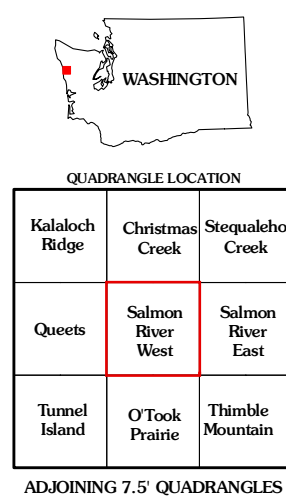 WASHINGTON
QUADRANGLE LOCATION
Kalaloch
Ridge
Christmas
Creek
Stequaleho
Creek
Queets
Salmon
River
West
Salmon
River
East
Tunnel
Island
O'Took
Prairie
Thimble
Mountain
ADJOINING 7.5' QUADRANGLES